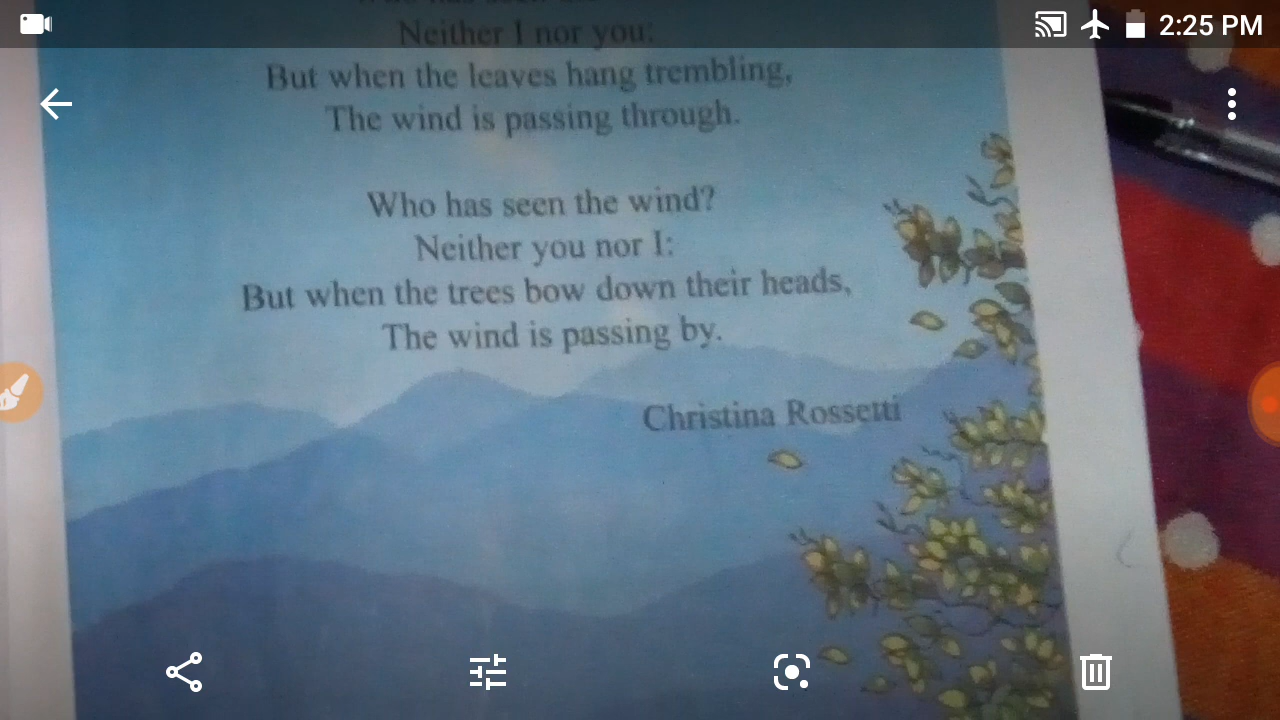 2:25 PM
Neither I nor you:
But when the leaves hang trembling,
The wind is passing through.
Who has seen the wind?
Neither you nor I:
But when the trees bow down their heads,
The wind is passing by.
Christina Rossetti